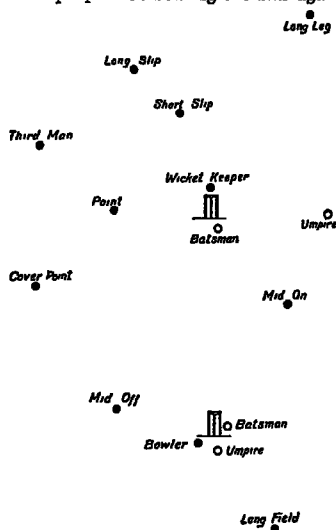 Long Leg
Long Slip
Short Slip
Third Man
Wicket Keeper
Point
Umpire
Batsman
Cover Point
Mid On
Mid Off
Batsman
Bowler
Umpire
Long Field